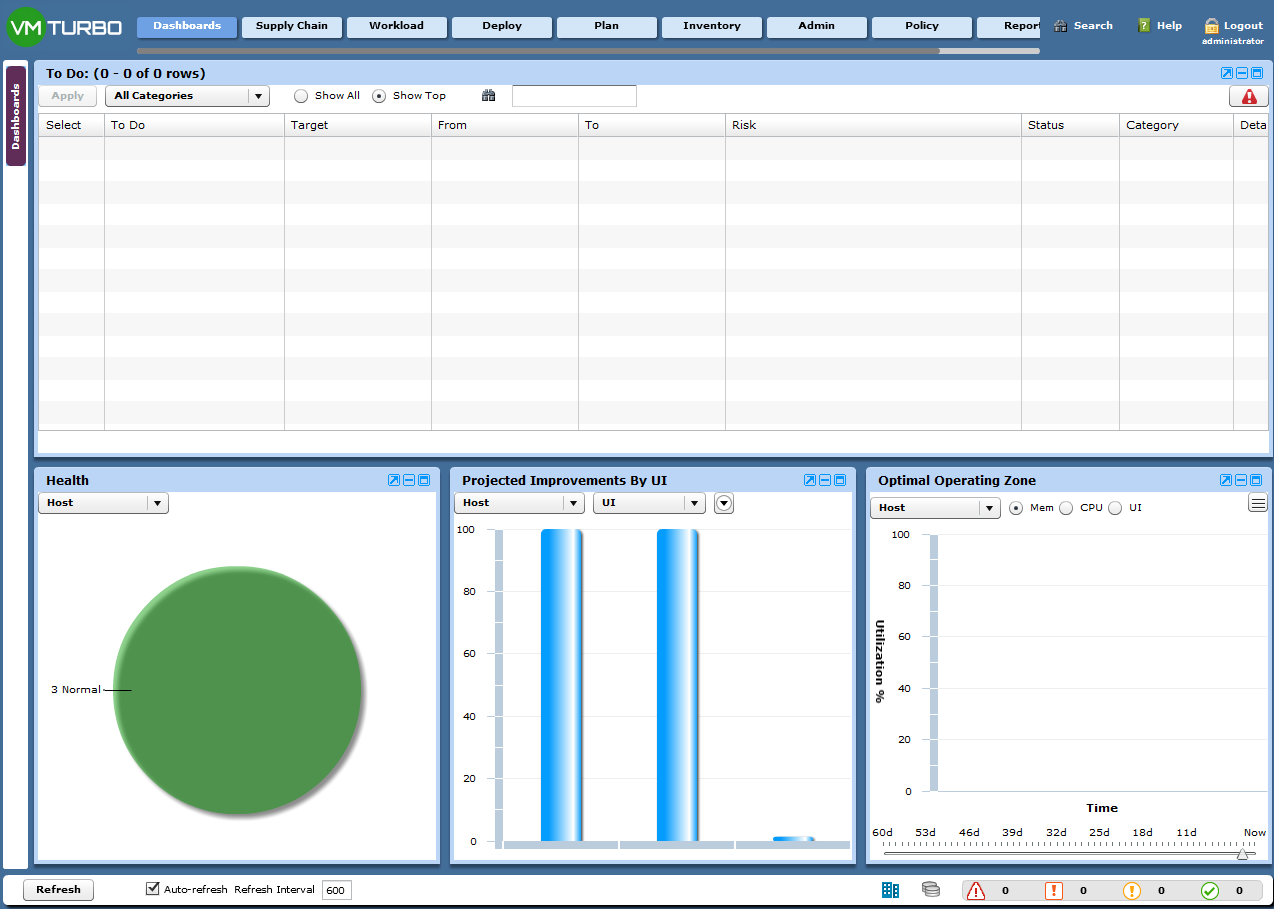 VMTURBO
Dashboards Supply Chain Workload Deploy Plan Inventory Admin Policy Report Search Help Logout
administrator
Dashboards
To Do: (0 - 0 of 0 rows)
Apply All Categories Show All Show Top
Select To Do Target From To Risk Status Category Deta
Health
Host
3 Normal
Projected Improvements By UI
Host UI
100
80
60
40
20
0
Optimal Operating Zone
Host Mem CPU UI
100
80
60
40
20
0
Utilization %
Time
60d 53d 46d 39d 32d 25d 18d 11d Now
Refresh Auto-refresh Refresh Interval 600 0 0 0 0